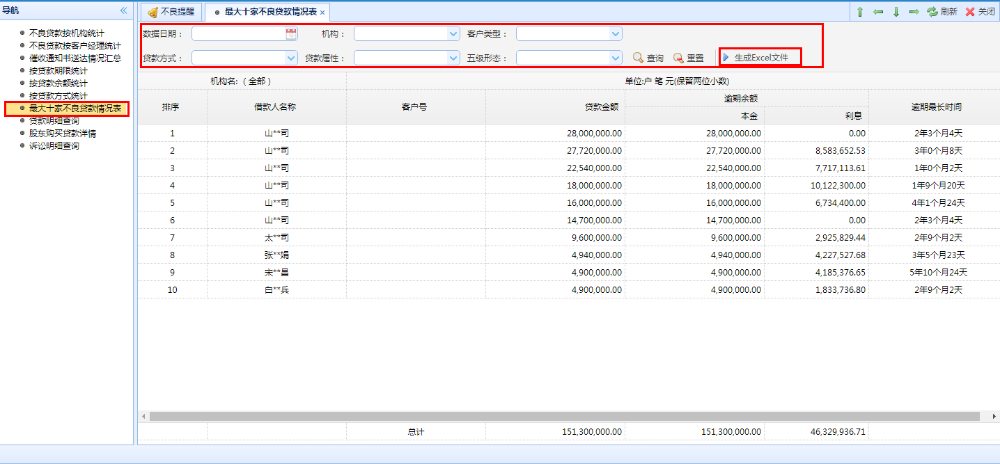 导航
不良贷款按机构统计
不良贷款按客户经理统计
催收通知书送达情况汇总
按贷款期限统计
按贷款余额统计
按贷款方式统计
最大十家不良贷款情况表
贷款明细查询
股东购买贷款详情
诉讼明细查询
不良提醒 最大十家不良贷款情况表 刷新 关闭
数据日期： 机构： 客户类型：
贷款方式： 贷款属性： 五级形态： 查询 重置 生成Excel文件
机构名:（ 全部 ） 单位:户 笔 元(保留两位小数)
排序 借款人名称 客户号 贷款金额 逾期余额 逾期最长时间
本金 利息
1 山**司 28,000,000.00 28,000,000.00 0.00 2年3个月4天
2 山**司 27,720,000.00 27,720,000.00 8,583,652.53 3年0个月8天
3 山**司 22,540,000.00 22,540,000.00 7,717,113.61 1年0个月2天
4 山**司 18,000,000.00 18,000,000.00 10,122,300.00 1年9个月20天
5 山**司 16,000,000.00 16,000,000.00 6,734,400.00 4年1个月24天
6 山**司 14,700,000.00 14,700,000.00 0.00 2年3个月4天
7 太**司 9,600,000.00 9,600,000.00 2,925,829.44 2年9个月2天
8 张**娟 4,940,000.00 4,940,000.00 4,227,527.68 3年5个月23天
9 宋**昌 4,900,000.00 4,900,000.00 4,185,376.65 5年10个月24天
10 白**兵 4,900,000.00 4,900,000.00 1,833,736.80 2年9个月2天
总计 151,300,000.00 151,300,000.00 46,329,936.71